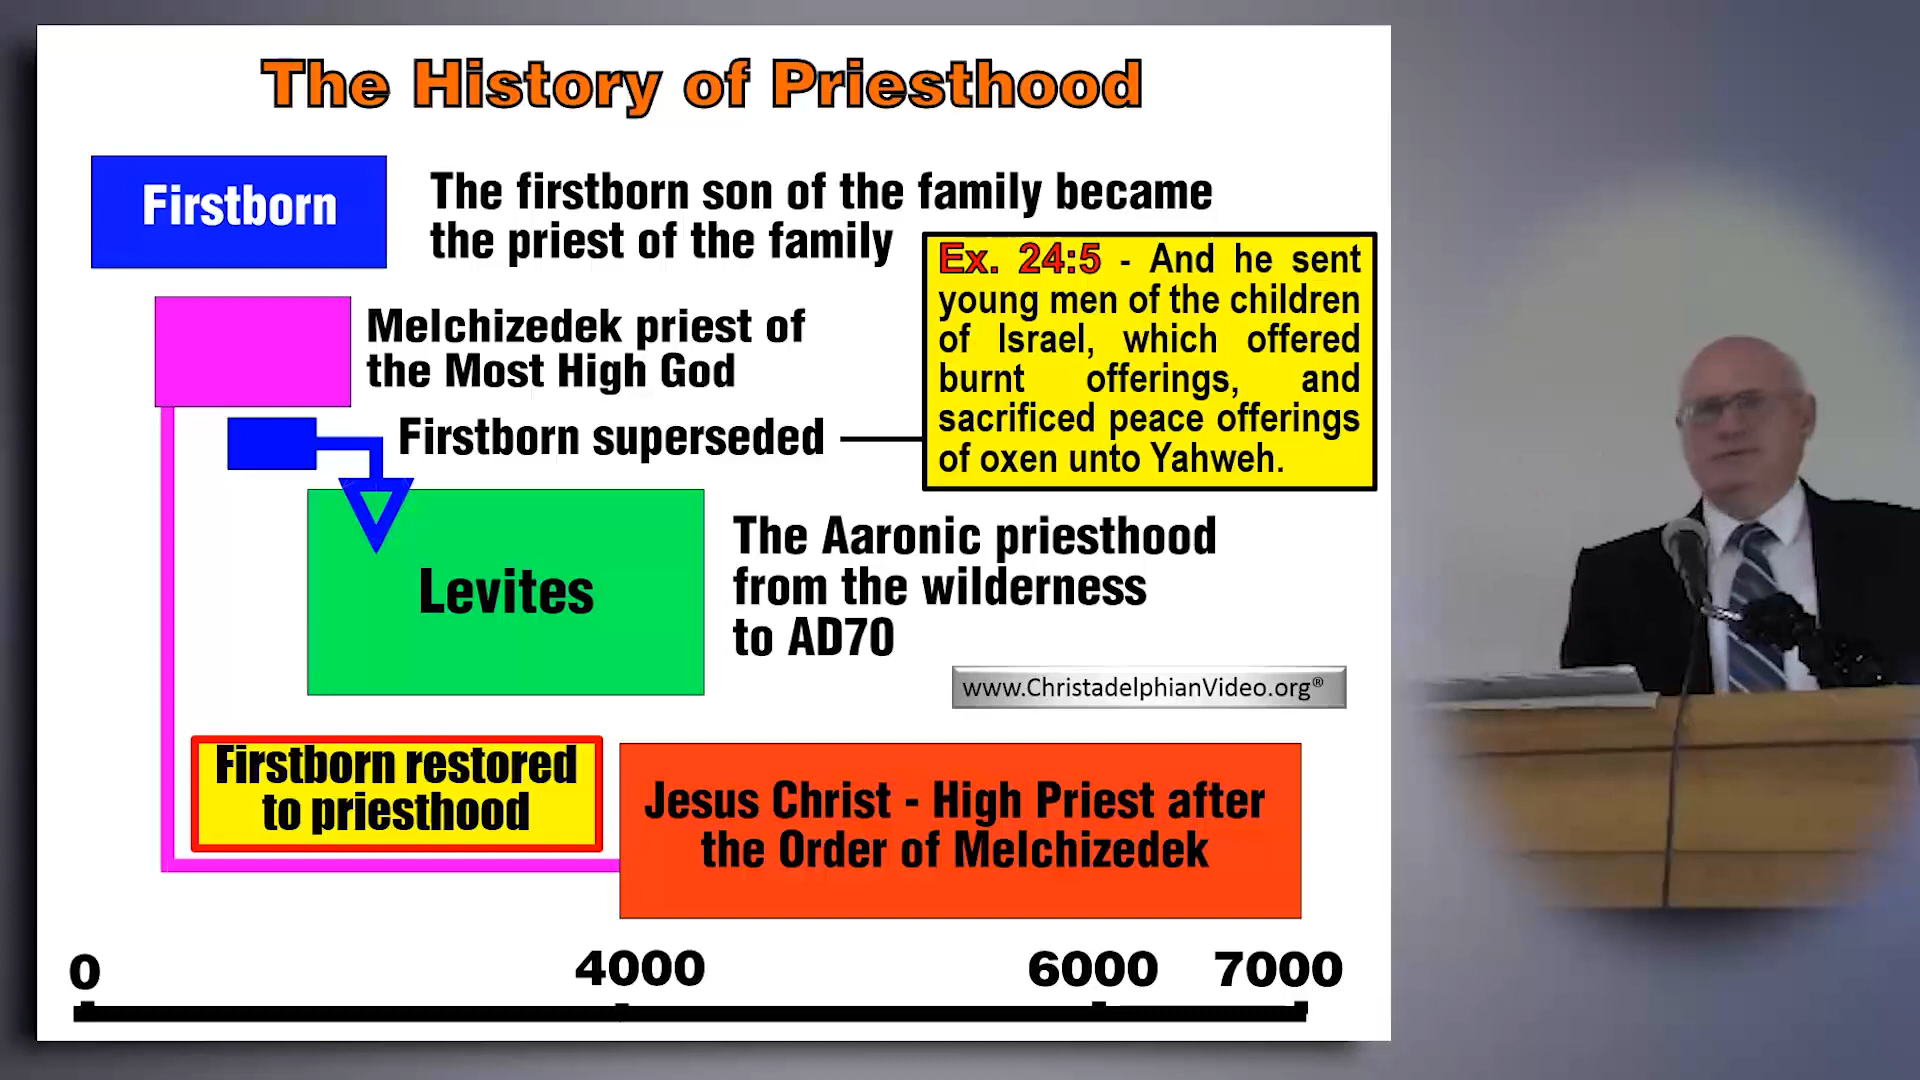 The History of Priesthood
Firstborn
The firstborn son of the family became
the priest of the family
Ex. 24:5 - And he sent
young men of the children
of Israel, which offered
burnt offerings, and
sacrificed peace offerings
of oxen unto Yahweh.
Melchizedek priest of
the Most High God
Firstborn superseded
Levites
The Aaronic priesthood
from the wilderness
to AD70
www.ChristadelphianVideo.org®
Firstborn restored
to priesthood
Jesus Christ - High Priest after
the Order of Melchizedek
0 4000 6000 7000